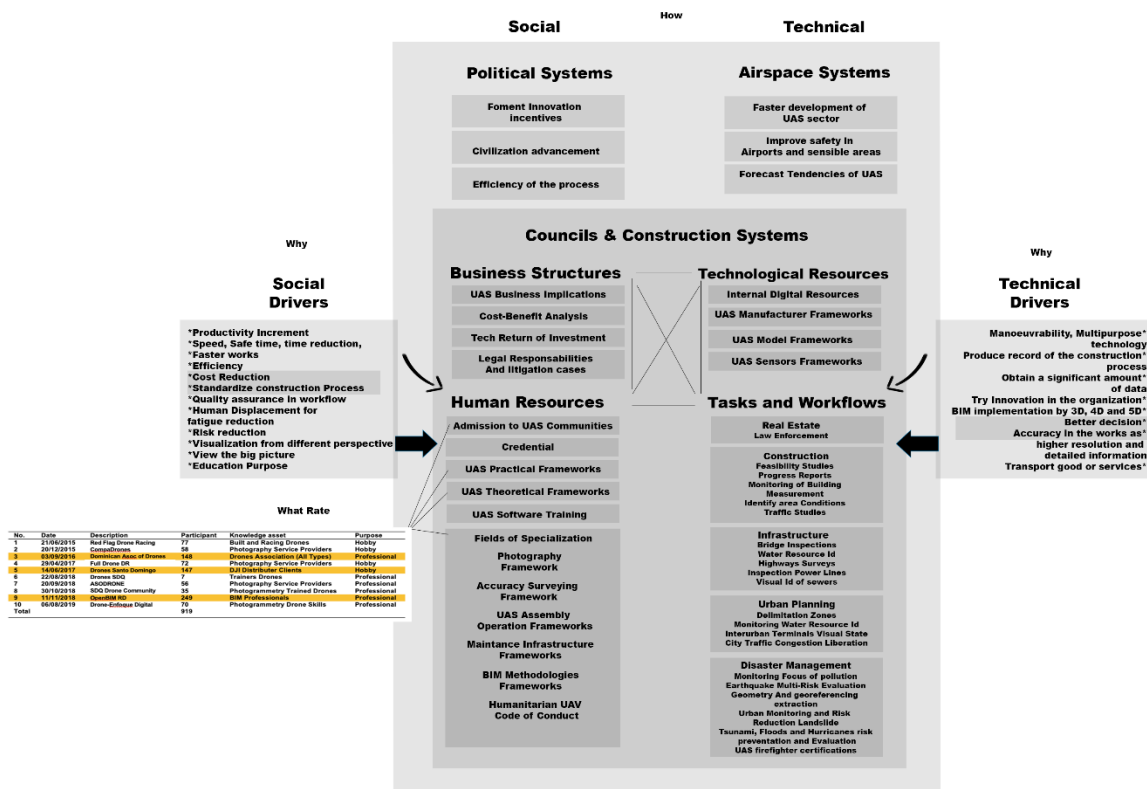 How
Social
Technical
Political Systems
Foment Innovation
incentives
Civilization advancement
Efficiency of the process
Airspace Systems
Faster development of
UAS sector
Improve safety in
Airports and sensible areas
Forecast Tendencies of UAS
Councils & Construction Systems
Business Structures
UAS Business Implications
Cost-Benefit Analysis
Tech Return of Investment
Legal Responsabilities
And litigation cases
Technological Resources
Internal Digital Resources
UAS Manufacturer Frameworks
UAS Model Frameworks
UAS Sensors Frameworks
Human Resources
Admission to UAS Communities
Credential
UAS Practical Frameworks
UAS Theoretical Frameworks
UAS Software Training
Fields of Specialization
Photography
Framework
Accuracy Surveying
Framework
UAS Assembly
Operation Frameworks
Maintance Infrastructure
Frameworks
BIM Methodologies
Frameworks
Humanitarian UAV
Code of Conduct
Tasks and Workflows
Real Estate
Law Enforcement
Construction
Feasibility Studies
Progress Reports
Monitoring of Building
Measurement
Identify area Conditions
Traffic Studies
Infrastructure
Bridge Inspections
Water Resource Id
Highways Surveys
Inspection Power Lines
Visual Id of sewers
Urban Planning
Delimitation Zones
Monitoring Water Resource Id
Interurban Terminals Visual State
City Traffic Congestion Liberation
Disaster Management
Monitoring Focus of pollution
Earthquake Multi-Risk Evaluation
Geometry And georeferencing
extraction
Urban Monitoring and Risk
Reduction Landslide
Tsunami, Floods and Hurricanes risk
preventation and Evaluation
UAS firefighter certifications
Why
Social
Drivers
*Productivity Increment
*Speed, Safe time, time reduction,
*Faster works
*Efficiency
*Cost Reduction
*Standardize construction Process
*Quality assurance in workflow
*Human Displacement for
fatigue reduction
*Risk reduction
*Visualization from different perspective
*View the big picture
*Education Purpose
Why
Technical
Drivers
Manoeuvrability, Multipurpose*
technology
Produce record of the construction*
process
Obtain a significant amount*
of data
Try Innovation in the organization*
BIM implementation by 3D, 4D and 5D*
Better decision*
Accuracy in the works as*
higher resolution and
detailed information
Transport good or services*
What Rate
No. Date Description Participant Knowledge asset Purpose
1 21/06/2015 Red Flag Drone Racing 77 Built and Racing Drones Hobby
2 20/12/2015 CompaDrones 58 Photography Service Providers Hobby
3 03/09/2016 Dominican Asoc of Drones 148 Drones Association (All Types) Professional
4 29/04/2017 Full Drone DR 72 Photography Service Providers Hobby
5 14/06/2017 Drones Santo Domingo 147 DJI Distributer Clients Hobby
6 22/08/2018 Drones SDQ 7 Trainers Drones Professional
7 20/09/2018 ASODRONE 56 Photography Service Providers Professional
8 30/10/2018 SDQ Drone Community 35 Photogrammetry Trained Drones Professional
9 11/11/2018 OpenBIM RD 249 BIM Professionals Professional
10 06/08/2019 Drone-Enfoque Digital 70 Photogrammetry Drone Skills Professional
Total 919